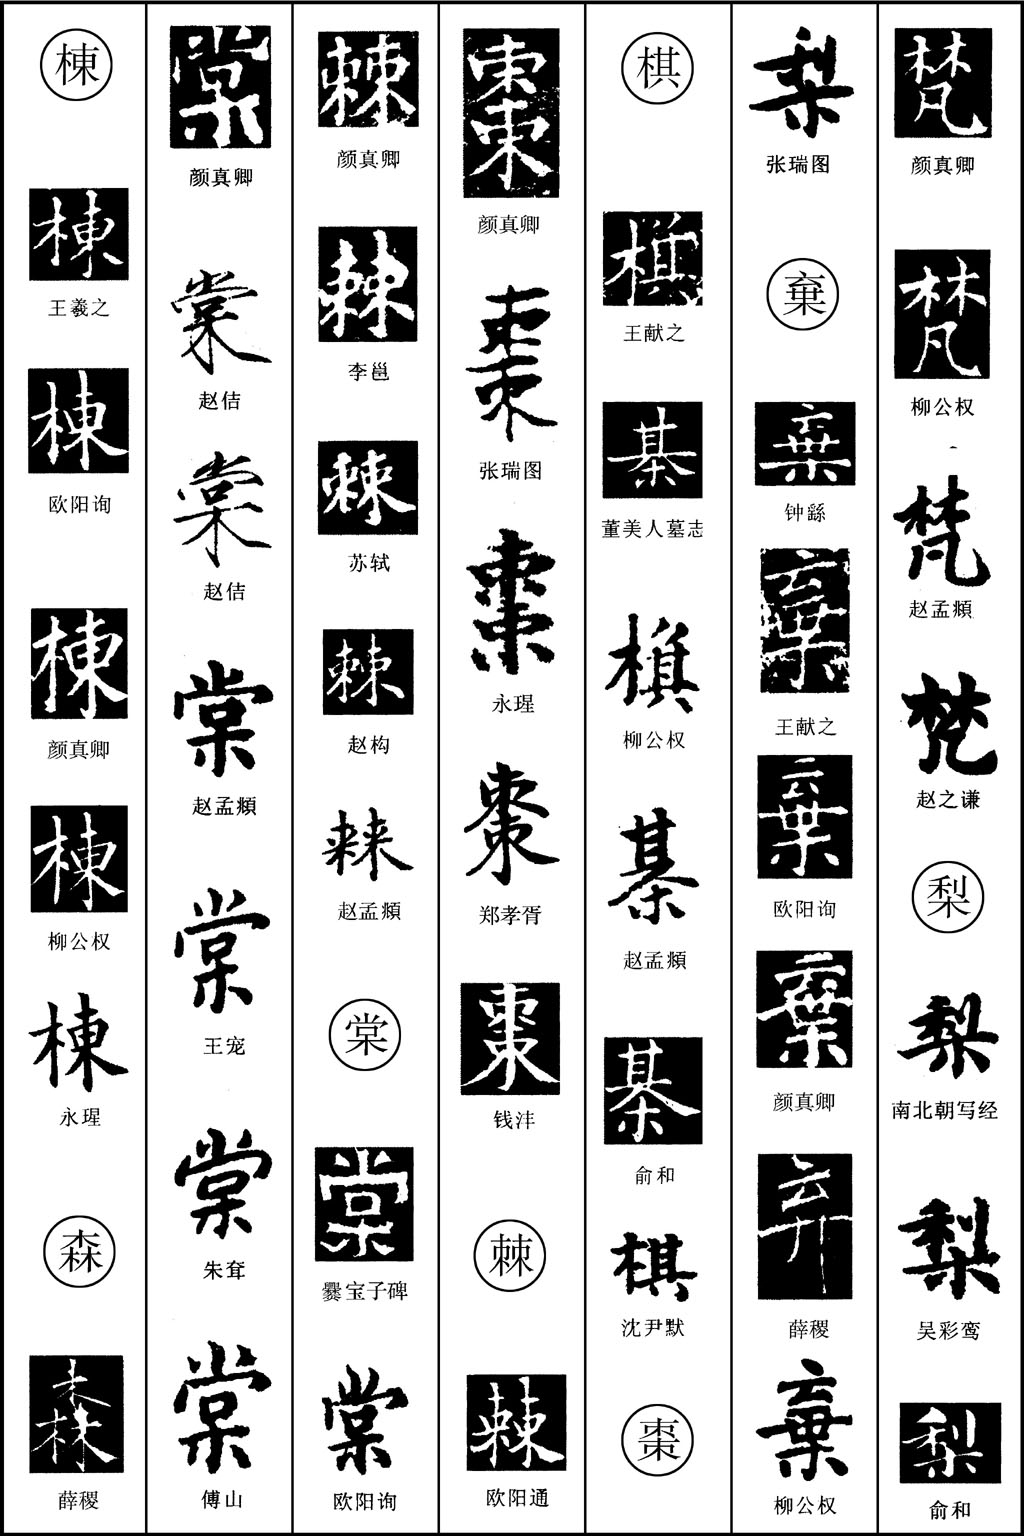 梵
颜真卿
梵
柳公权
梵
赵孟頫
梵
赵之谦
梨
梨
南北朝写经
梨
吴彩鸾
梨
俞和
梨
张瑞图
棄
棄
钟繇
棄
王献之
棄
欧阳询
棄
颜真卿
弃
薛稷
棄
柳公权
棋
棋
王献之
棊
董美人墓志
棋
柳公权
棊
赵孟頫
棊
俞和
棋
沈尹默
棗
棗
颜真卿
棗
张瑞图
棗
永瑆
棗
郑孝胥
棗
钱沣
棘
棘
欧阳通
棘
颜真卿
棘
李邕
棘
苏轼
棘
赵构
棘
赵孟頫
棠
棠
爨宝子碑
棠
欧阳询
棠
颜真卿
棠
赵佶
棠
赵佶
棠
赵孟頫
棠
王宠
棠
朱耷
棠
傅山
棟
棟
王羲之
棟
欧阳询
棟
颜真卿
棟
柳公权
棟
永瑆
森
森
薛稷